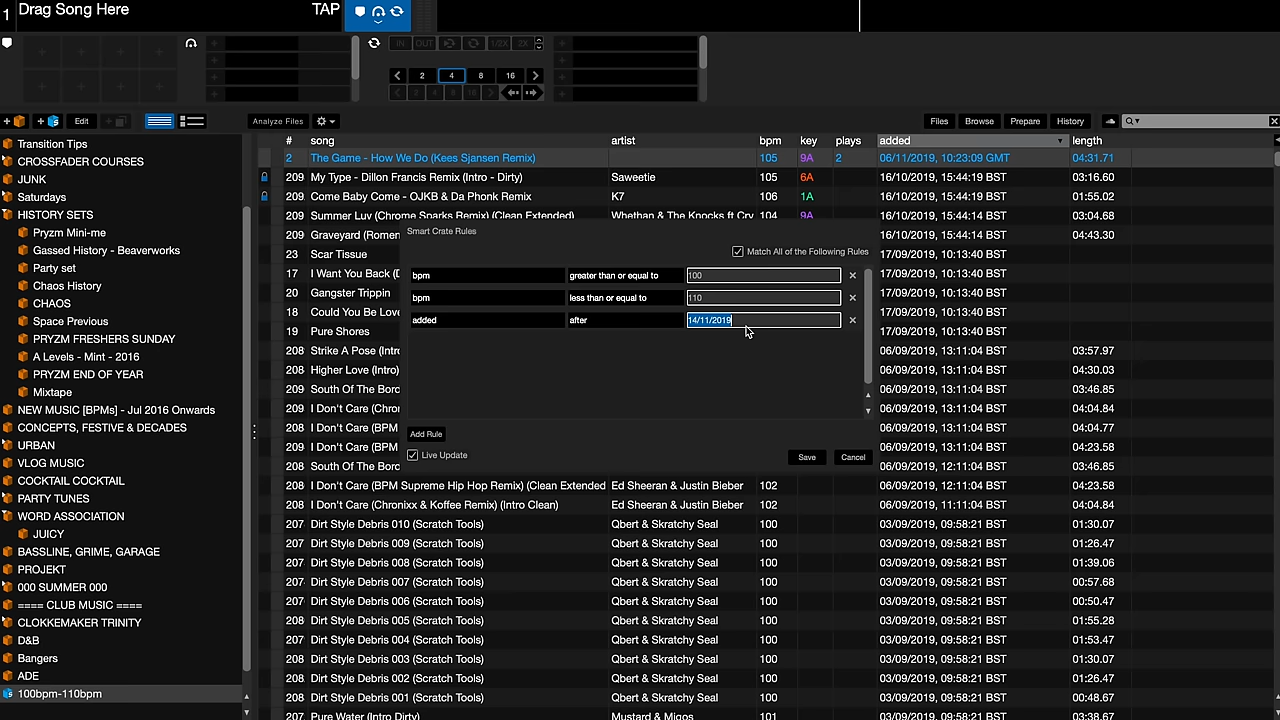 1 Drag Song Here TAP
IN OUT 1/2X 2X
2 4 8 16
1 2 4 8 16
Edit Analyze Files Files Browse Prepare History
# song artist bpm key plays added length
Transition Tips
CROSSFADER COURSES
JUNK
Saturdays
HISTORY SETS
Pryzm Mini-me
Gassed History - Beaverworks
Party set
Chaos History
CHAOS
Space Previous
PRYZM FRESHERS SUNDAY
A Levels - Mint - 2016
PRYZM END OF YEAR
Mixtape
NEW MUSIC [BPMs] - Jul 2016 Onwards
CONCEPTS, FESTIVE & DECADES
URBAN
VLOG MUSIC
COCKTAIL COCKTAIL
PARTY TUNES
WORD ASSOCIATION
JUICY
BASSLINE, GRIME, GARAGE
PROJEKT
000 SUMMER 000
==== CLUB MUSIC ====
CLOKKEMAKER TRINITY
D&B
Bangers
ADE
100bpm-110bpm
2 The Game - How We Do (Kees Sjansen Remix) 105 9A 2 06/11/2019, 10:23:09 GMT 04:31.71
209 My Type - Dillon Francis Remix (Intro - Dirty) Saweetie 105 6A 16/10/2019, 15:44:19 BST 03:16.60
209 Come Baby Come - OJKB & Da Phonk Remix K7 106 1A 16/10/2019, 15:44:19 BST 01:55.02
209 Summer Luv (Chrome Sparks Remix) (Clean Extended) Whethan & The Knocks ft Cry 104 9A 16/10/2019, 15:44:14 BST 03:04.68
209 Graveyard (Romen 16/10/2019, 15:44:14 BST 04:43.30
23 Scar Tissue 17/09/2019, 10:13:40 BST
17 I Want You Back (D 17/09/2019, 10:13:40 BST
20 Gangster Trippin 17/09/2019, 10:13:40 BST
18 Could You Be Love 17/09/2019, 10:13:40 BST
19 Pure Shores 17/09/2019, 10:13:40 BST
208 Strike A Pose (Intro 06/09/2019, 13:11:04 BST 03:57.97
208 Higher Love (Intro) 06/09/2019, 13:11:04 BST 04:30.03
209 South Of The Bord 06/09/2019, 13:11:04 BST 03:46.85
209 I Don't Care (Chro 06/09/2019, 13:11:04 BST 04:04.84
208 I Don't Care (BPM 06/09/2019, 13:11:04 BST 04:04.77
209 I Don't Care (BPM 06/09/2019, 13:11:04 BST 04:23.58
208 South Of The Bord 06/09/2019, 12:11:04 BST 03:46.85
208 I Don't Care (BPM Supreme Hip Hop Remix) (Clean Extended Ed Sheeran & Justin Bieber 102 06/09/2019, 12:11:04 BST 04:23.58
208 I Don't Care (Chronixx & Koffee Remix) (Intro Clean) Ed Sheeran & Justin Bieber 102 06/09/2019, 11:11:04 BST 04:04.84
207 Dirt Style Debris 010 (Scratch Tools) Qbert & Skratchy Seal 100 03/09/2019, 09:58:21 BST 01:30.07
207 Dirt Style Debris 009 (Scratch Tools) Qbert & Skratchy Seal 100 03/09/2019, 09:58:21 BST 01:26.47
207 Dirt Style Debris 008 (Scratch Tools) Qbert & Skratchy Seal 100 03/09/2019, 09:58:21 BST 01:39.06
207 Dirt Style Debris 007 (Scratch Tools) Qbert & Skratchy Seal 100 03/09/2019, 09:58:21 BST 00:57.68
207 Dirt Style Debris 006 (Scratch Tools) Qbert & Skratchy Seal 100 03/09/2019, 09:58:21 BST 00:50.47
208 Dirt Style Debris 005 (Scratch Tools) Qbert & Skratchy Seal 100 03/09/2019, 09:58:21 BST 01:55.28
207 Dirt Style Debris 004 (Scratch Tools) Qbert & Skratchy Seal 100 03/09/2019, 09:58:21 BST 01:53.47
208 Dirt Style Debris 003 (Scratch Tools) Qbert & Skratchy Seal 100 03/09/2019, 09:58:21 BST 01:30.07
208 Dirt Style Debris 002 (Scratch Tools) Qbert & Skratchy Seal 100 03/09/2019, 09:58:21 BST 01:26.47
208 Dirt Style Debris 001 (Scratch Tools) Qbert & Skratchy Seal 100 03/09/2019, 09:58:21 BST 00:48.67
207 Pure Water (Intro Dirty) Mustard & Migos 101 03/09/2019, 09:58:21 BST 03:38.67
Smart Crate Rules
Match All of the Following Rules
bpm greater than or equal to 100
bpm less than or equal to 110
added after 14/11/2019
Add Rule
Live Update
Save Cancel